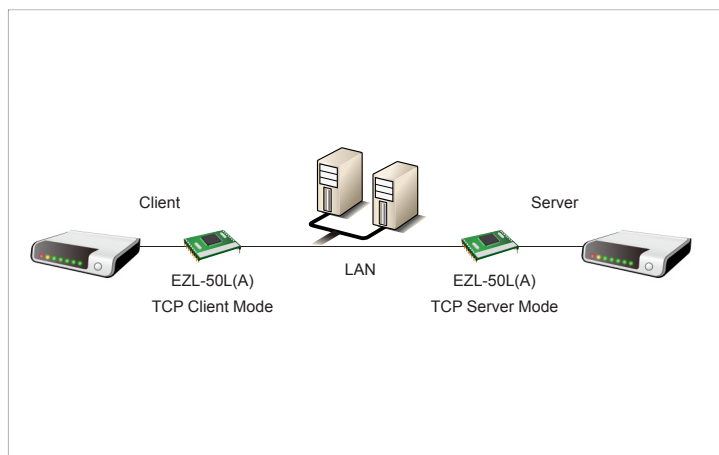 Client
Server
LAN
EZL-50L(A)
TCP Client Mode
EZL-50L(A)
TCP Server Mode